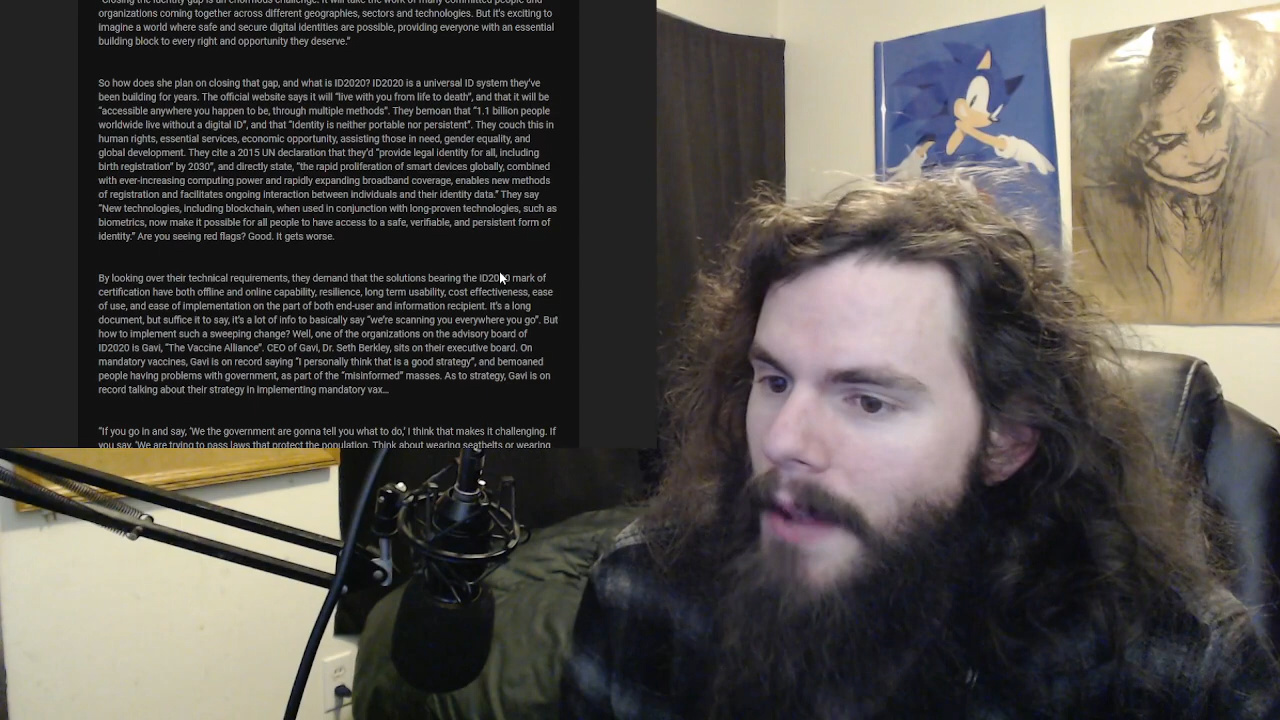 "Closing the identity gap is an enormous challenge. It will take the work of many committed people and
organizations coming together across different geographies, sectors and technologies. But it's exciting to
imagine a world where safe and secure digital identities are possible, providing everyone with an essential
building block to every right and opportunity they deserve."
So how does she plan on closing that gap, and what is ID2020? ID2020 is a universal ID system they've
been building for years. The official website says it will "live with you from life to death", and that it will be
"accessible anywhere you happen to be, through multiple methods". They bemoan that "1.1 billion people
worldwide live without a digital ID", and that "Identity is neither portable nor persistent". They couch this in
human rights, essential services, economic opportunity, assisting those in need, gender equality, and
global development. They cite a 2015 UN declaration that they'd "provide legal identity for all, including
birth registration" by 2030", and directly state, "the rapid proliferation of smart devices globally, combined
with ever-increasing computing power and rapidly expanding broadband coverage, enables new methods
of registration and facilitates ongoing interaction between individuals and their identity data." They say
"New technologies, including blockchain, when used in conjunction with long-proven technologies, such as
biometrics, now make it possible for all people to have access to a safe, verifiable, and persistent form of
identity." Are you seeing red flags? Good. It gets worse.
By looking over their technical requirements, they demand that the solutions bearing the ID2020 mark of
certification have both offline and online capability, resilience, long term usability, cost effectiveness, ease
of use, and ease of implementation on the part of both end-user and information recipient. It's a long
document, but suffice it to say, it's a lot of info to basically say "we're scanning you everywhere you go". But
how to implement such a sweeping change? Well, one of the organizations on the advisory board of
ID2020 is Gavi, "The Vaccine Alliance". CEO of Gavi, Dr. Seth Berkley, sits on their executive board. On
mandatory vaccines, Gavi is on record saying "I personally think that is a good strategy", and bemoaned
people having problems with government, as part of the "misinformed" masses. As to strategy, Gavi is on
record talking about their strategy in implementing mandatory vax…
"If you go in and say, 'We the government are gonna tell you what to do,' I think that makes it challenging. If
you say, 'We are trying to pass laws that protect the population. Think about wearing seatbelts or wearing